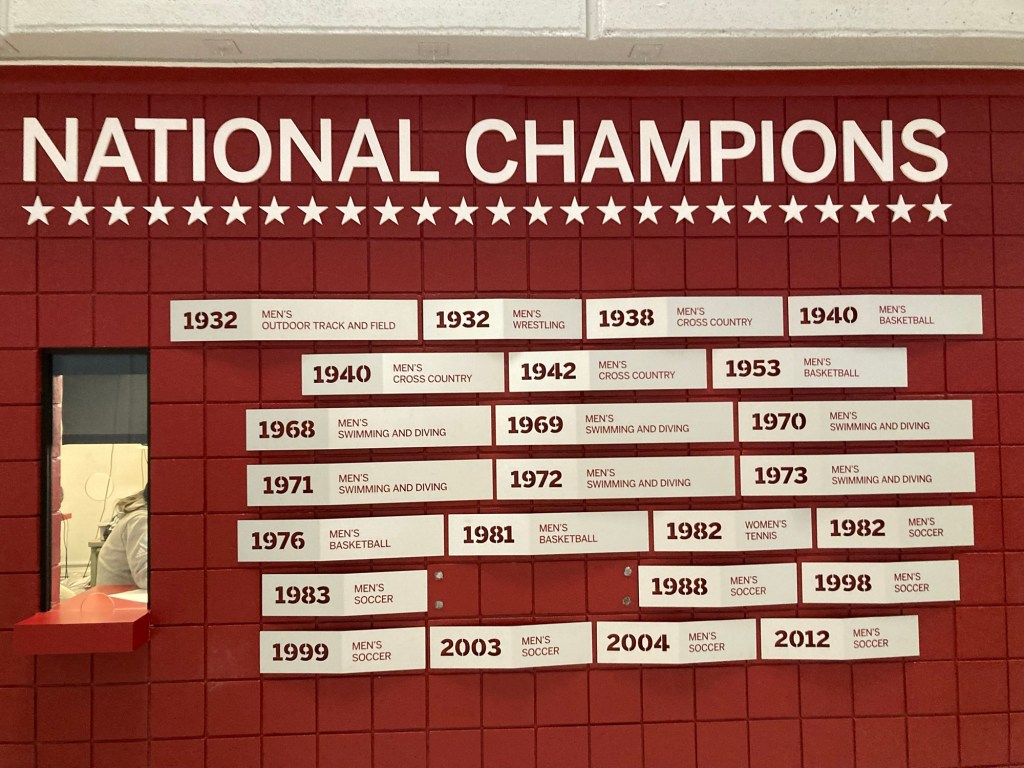 NATIONAL CHAMPIONS
1932 MEN'S OUTDOOR TRACK AND FIELD
1932 MEN'S WRESTLING
1938 MEN'S CROSS COUNTRY
1940 MEN'S BASKETBALL
1940 MEN'S CROSS COUNTRY
1942 MEN'S CROSS COUNTRY
1953 MEN'S BASKETBALL
1968 MEN'S SWIMMING AND DIVING
1969 MEN'S SWIMMING AND DIVING
1970 MEN'S SWIMMING AND DIVING
1971 MEN'S SWIMMING AND DIVING
1972 MEN'S SWIMMING AND DIVING
1973 MEN'S SWIMMING AND DIVING
1976 MEN'S BASKETBALL
1981 MEN'S BASKETBALL
1982 WOMEN'S TENNIS
1982 MEN'S SOCCER
1983 MEN'S SOCCER
1988 MEN'S SOCCER
1998 MEN'S SOCCER
1999 MEN'S SOCCER
2003 MEN'S SOCCER
2004 MEN'S SOCCER
2012 MEN'S SOCCER